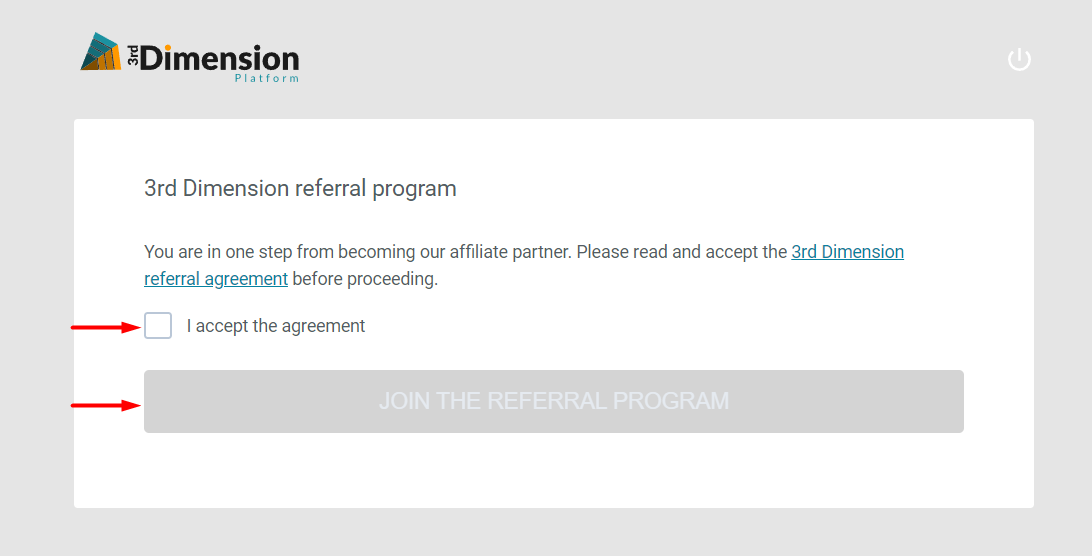 3rd Dimension
Platform
3rd Dimension referral program
You are in one step from becoming our affiliate partner. Please read and accept the 3rd Dimension
referral agreement before proceeding.
I accept the agreement
JOIN THE REFERRAL PROGRAM